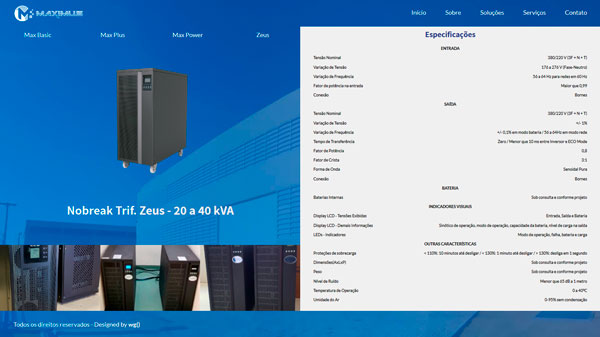 MAXIMUS
Início Sobre Soluções Serviços Contato
Max Basic Max Plus Max Power Zeus
Nobreak Trif. Zeus - 20 a 40 kVA
Especificações
ENTRADA
Tensão Nominal 380/220 V (3F + N + T)
Variação de Tensão 176 a 276 V (Fase-Neutro)
Variação de Frequência 56 a 64 Hz para redes em 60 Hz
Fator de potência na entrada Maior que 0,99
Conexão Bornes
SAÍDA
Tensão Nominal 380/220 V (3F + N + T)
Variação de Tensão +/- 1%
Variação de Frequência +/- 0,1% em modo bateria / 56 a 64Hz em modo rede
Tempo de Transferência Zero / Menor que 10 ms entre Inversor e ECO Mode
Fator de Potência 0,8
Fator de Crista 3:1
Forma de Onda Senoidal Pura
Conexão Bornes
BATERIA
Baterias Internas Sob consulta e conforme projeto
INDICADORES VISUAIS
Display LCD - Tensões Exibidas Entrada, Saída e Bateria
Display LCD - Demais Informações Sinótico de operação, modo de operação, capacidade da bateria, nível de carga na saída
LEDs - Indicadores Modo de operação, falha, bateria e carga
OUTRAS CARACTERÍSTICAS
Proteções de sobrecarga < 110%: 10 minutos até desligar / < 130%: 1 minuto até desligar / > 130%: desliga em 1 segundo
Dimensões(AxLxP) Sob consulta e conforme projeto
Peso Sob consulta e conforme projeto
Nível de Ruído Menor que 65 dB a 1 metro
Temperatura de Operação 0 a 40ºC
Umidade do Ar 0-95% sem condensação
Todos os direitos reservados - Designed by wg()